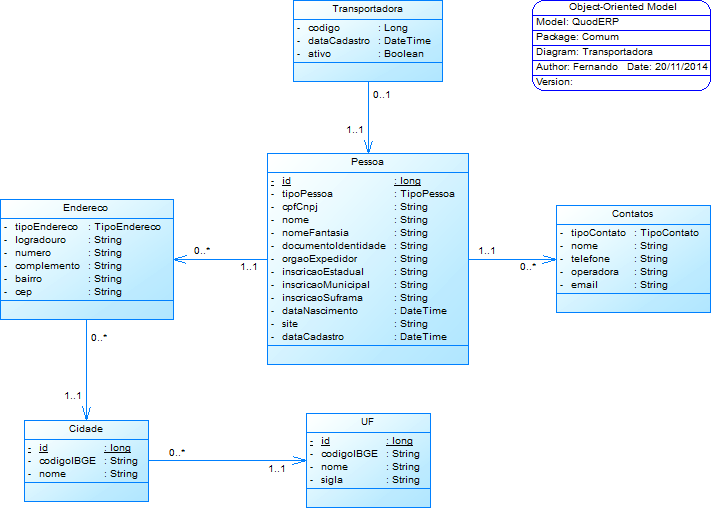 Transportadora
- codigo : Long
- dataCadastro : DateTime
- ativo : Boolean
Object-Oriented Model
Model: QuodERP
Package: Comum
Diagram: Transportadora
Author: Fernando Date: 20/11/2014
Version:
0..1
1..1
Pessoa
- id : long
- tipoPessoa : TipoPessoa
- cpfCnpj : String
- nome : String
- nomeFantasia : String
- documentoIdentidade : String
- orgaoExpedidor : String
- inscricaoEstadual : String
- inscricaoMunicipal : String
- inscricaoSuframa : String
- dataNascimento : DateTime
- site : String
- dataCadastro : DateTime
Endereco
- tipoEndereco : TipoEndereco
- logradouro : String
- numero : String
- complemento : String
- bairro : String
- cep : String
0..*
1..1
Contatos
- tipoContato : TipoContato
- nome : String
- telefone : String
- operadora : String
- email : String
1..1
0..*
0..*
1..1
Cidade
- id : long
- codigoIBGE : String
- nome : String
0..*
1..1
UF
- id : long
- codigoIBGE : String
- nome : String
- sigla : String